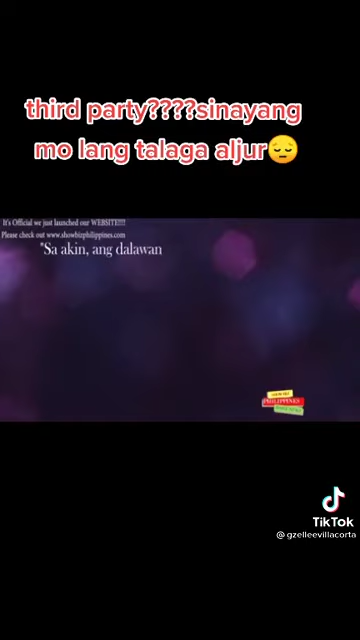 third party????sinayang
mo lang talaga aljur😔
It's Official we just launched our WEBSITE!!!!
Please check out www.showbizphilippines.com
"Sa akin, ang dalawan
PHILIPPINES
TikTok
@ gzelleevillacorta